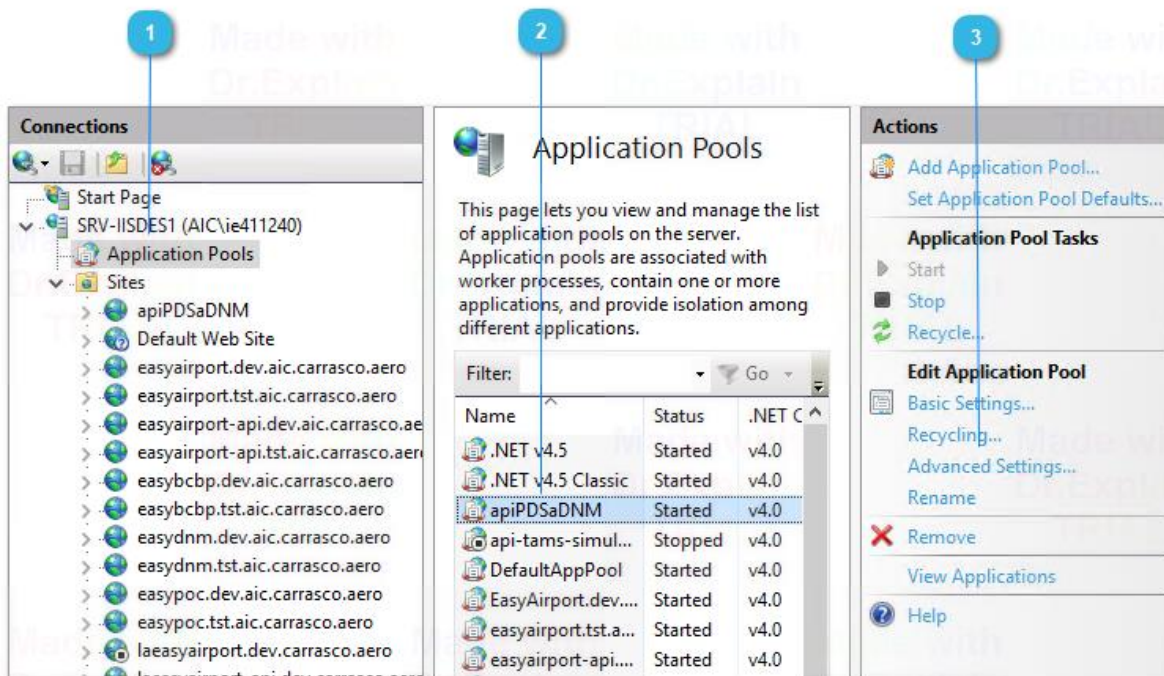 1
2
3
Made with
Dr.Explain
TRIAL
Connections
Start Page
SRV-IISDES1 (AIC\ie411240)
Application Pools
Sites
apiPDSaDNM
Default Web Site
easyairport.dev.aic.carrasco.aero
easyairport.tst.aic.carrasco.aero
easyairport-api.dev.aic.carrasco.ae
easyairport-api.tst.aic.carrasco.aer
easybcbp.dev.aic.carrasco.aero
easybcbp.tst.aic.carrasco.aero
easydnm.dev.aic.carrasco.aero
easydnm.tst.aic.carrasco.aero
easypoc.dev.aic.carrasco.aero
easypoc.tst.aic.carrasco.aero
laeasyairport.dev.carrasco.aero
Application Pools
This page lets you view and manage the list
of application pools on the server.
Application pools are associated with
worker processes, contain one or more
applications, and provide isolation among
different applications.
Filter: Go
Name Status .NET C
.NET v4.5 Started v4.0
.NET v4.5 Classic Started v4.0
apiPDSaDNM Started v4.0
api-tams-simul... Stopped v4.0
DefaultAppPool Started v4.0
EasyAirport.dev.... Started v4.0
easyairport.tst.a... Started v4.0
easyairport-api.... Started v4.0
Actions
Add Application Pool...
Set Application Pool Defaults...
Application Pool Tasks
Start
Stop
Recycle...
Edit Application Pool
Basic Settings...
Recycling...
Advanced Settings...
Rename
Remove
View Applications
Help